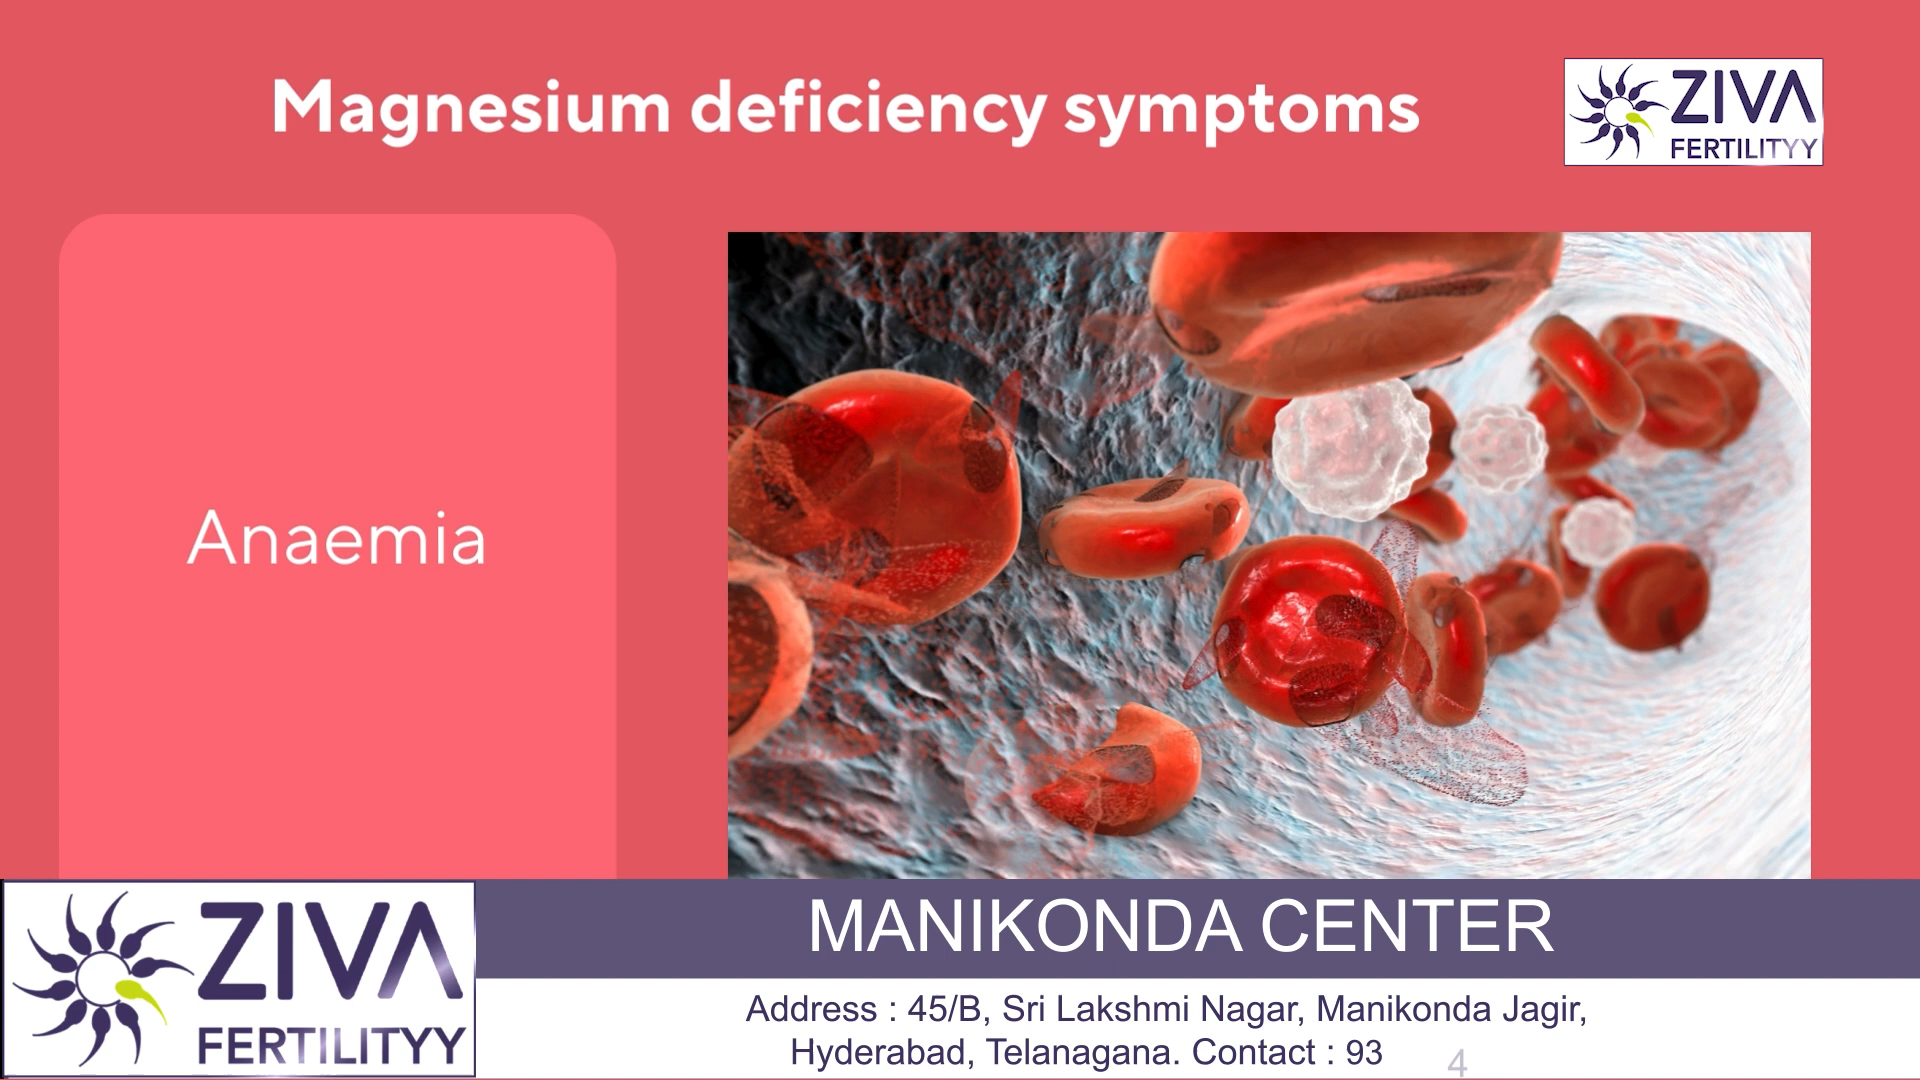 Magnesium deficiency symptoms
ZIVA
FERTILITYY
Anaemia
ZIVA
FERTILITYY
MANIKONDA CENTER
Address : 45/B, Sri Lakshmi Nagar, Manikonda Jagir,
Hyderabad, Telanagana. Contact : 93
4